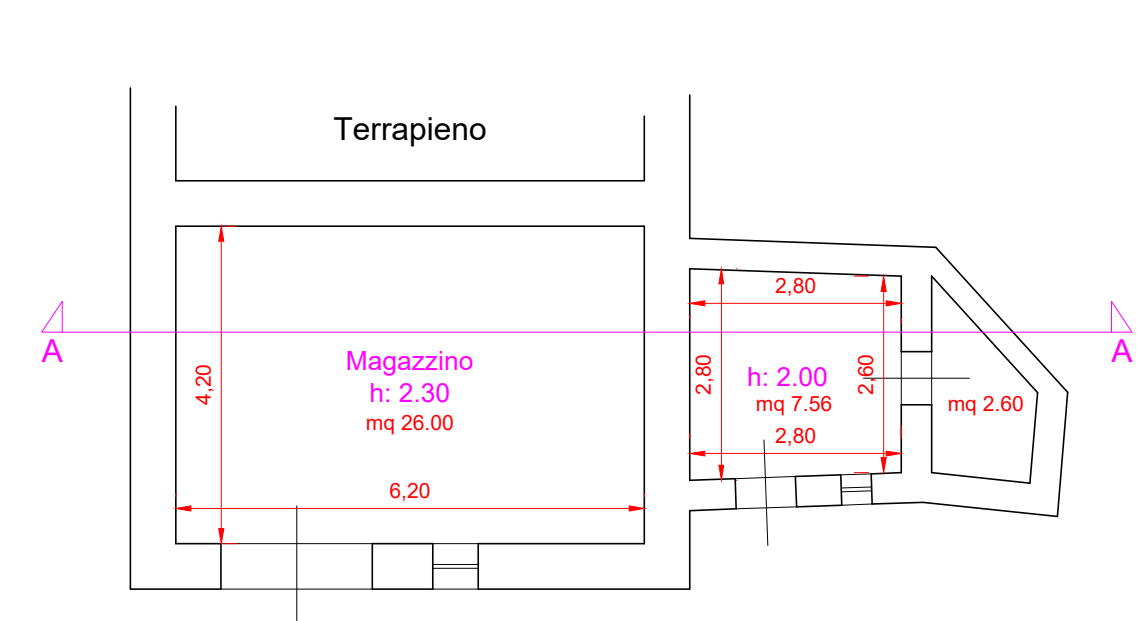 Terrapieno
2,80
A
A
Magazzino
h: 2.30
mq 26.00
4,20
2,80
h: 2.00
2,60
mq 7.56
mq 2.60
2,80
6,20